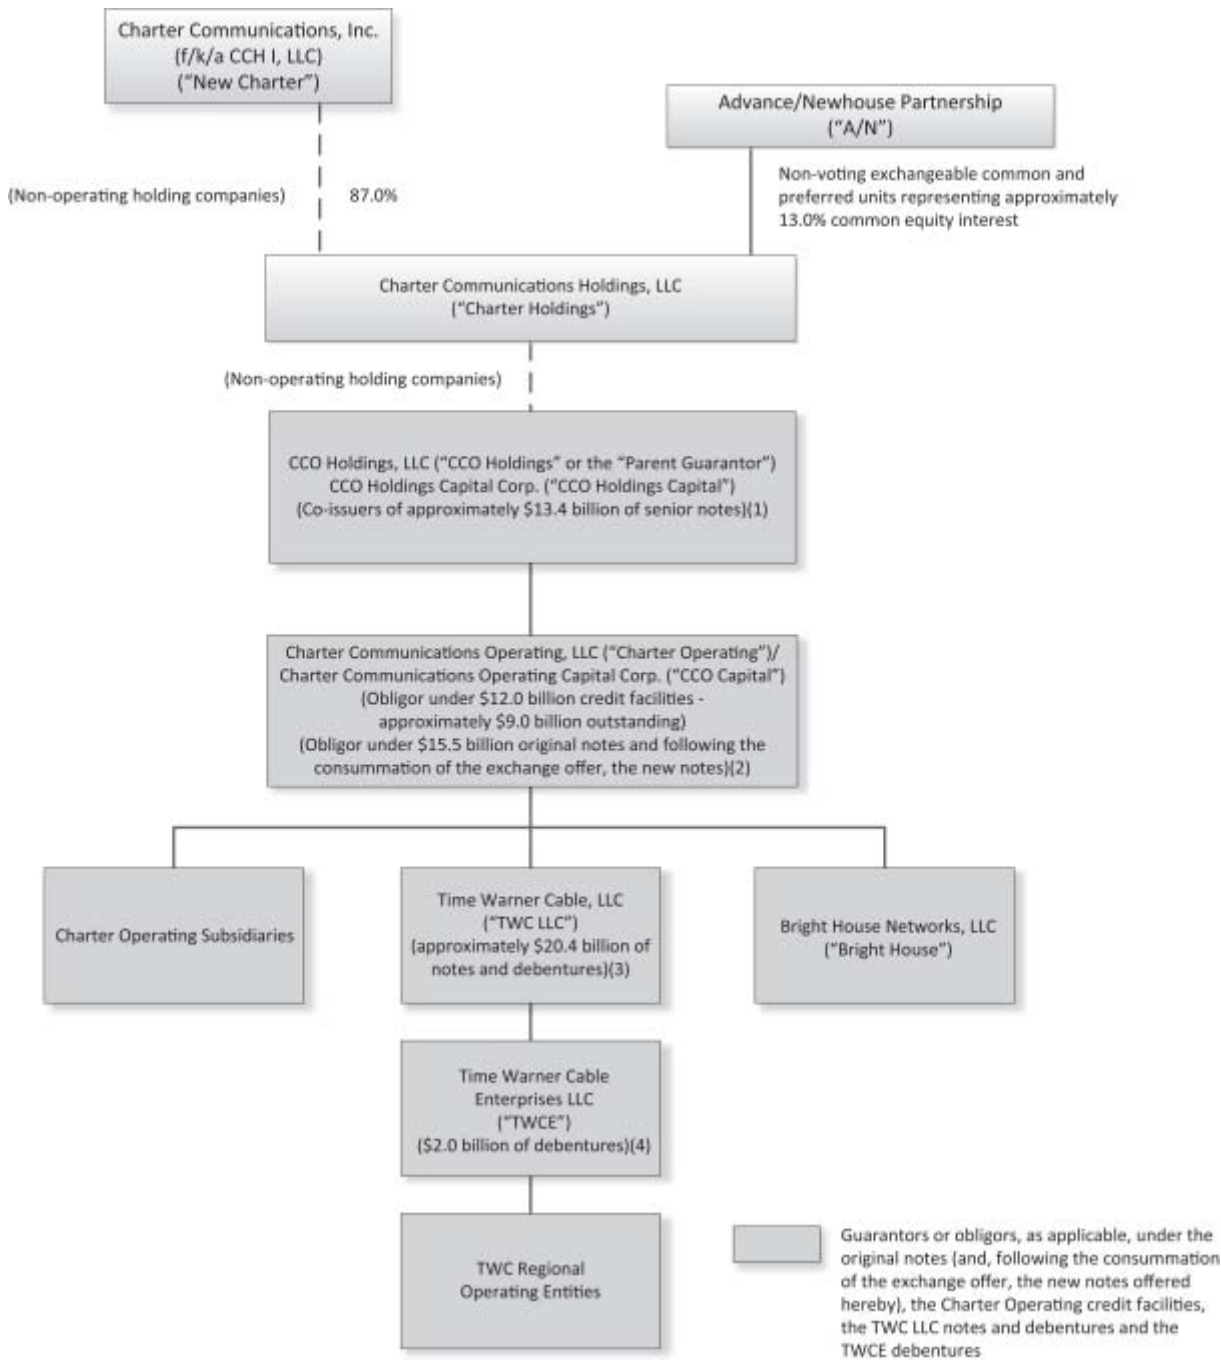 Charter Communications, Inc.
(f/k/a CCH I, LLC)
(“New Charter”)
Advance/Newhouse Partnership
(“A/N”)
(Non-operating holding companies)
87.0%
Non-voting exchangeable common and
preferred units representing approximately
13.0% common equity interest
Charter Communications Holdings, LLC
(“Charter Holdings”)
(Non-operating holding companies)
CCO Holdings, LLC (“CCO Holdings” or the “Parent Guarantor”)
CCO Holdings Capital Corp. (“CCO Holdings Capital”)
(Co-issuers of approximately $13.4 billion of senior notes)(1)
Charter Communications Operating, LLC (“Charter Operating”)/
Charter Communications Operating Capital Corp. (“CCO Capital”)
(Obligor under $12.0 billion credit facilities -
approximately $9.0 billion outstanding)
(Obligor under $15.5 billion original notes and following the
consummation of the exchange offer, the new notes)(2)
Charter Operating Subsidiaries
Time Warner Cable, LLC
(“TWC LLC”)
(approximately $20.4 billion of
notes and debentures)(3)
Bright House Networks, LLC
(“Bright House”)
Time Warner Cable
Enterprises LLC
(“TWCE”)
($2.0 billion of debentures)(4)
TWC Regional
Operating Entities
Guarantors or obligors, as applicable, under the
original notes (and, following the consummation
of the exchange offer, the new notes offered
hereby), the Charter Operating credit facilities,
the TWC LLC notes and debentures and the
TWCE debentures